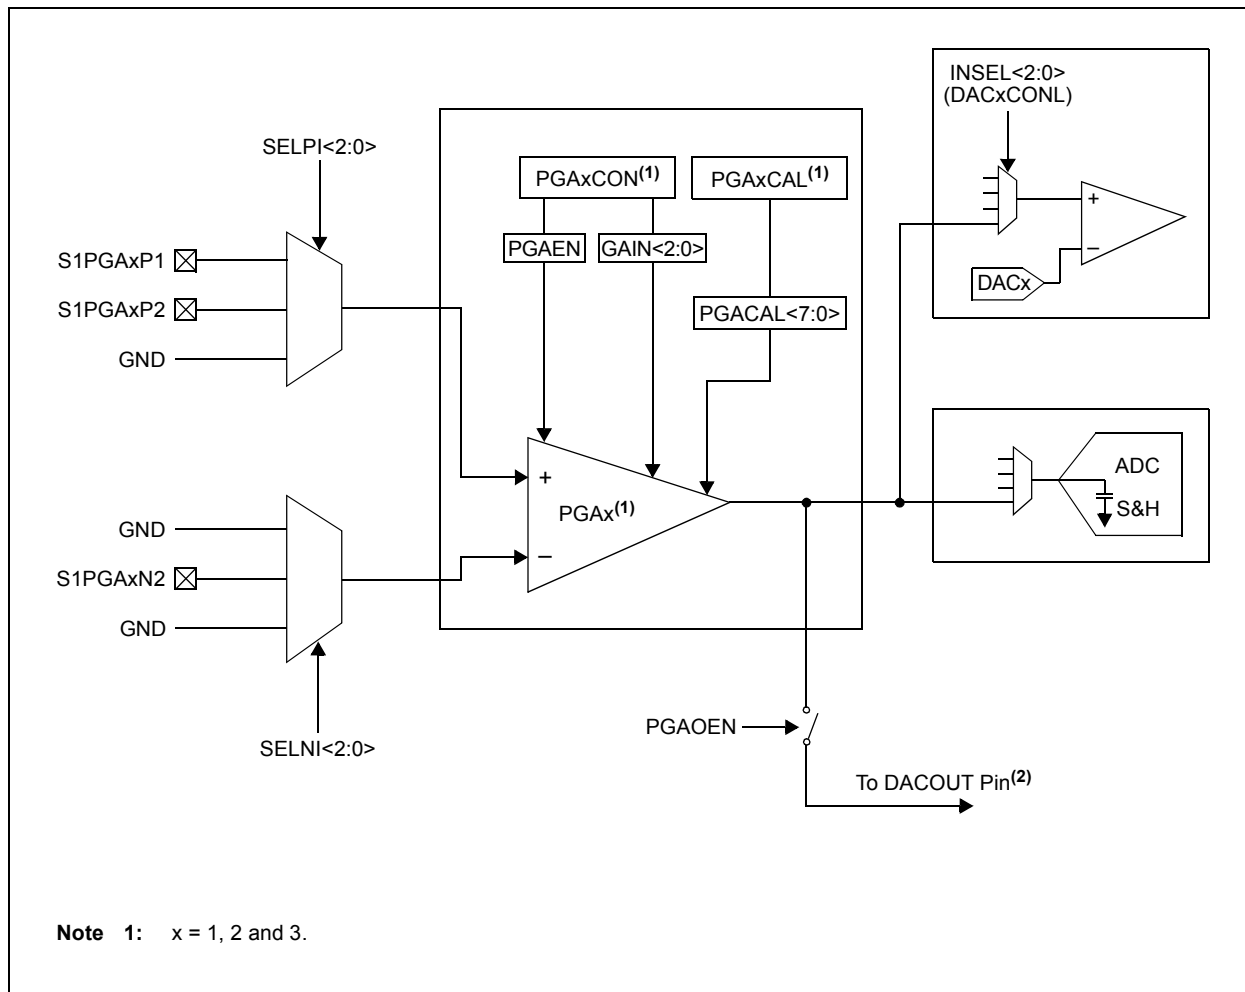 INSEL<2:0>
(DACxCONL)
SELPI<2:0>
PGAxCON(1)
PGAxCAL(1)
PGAEN
GAIN<2:0>
S1PGAxP1
S1PGAxP2
GND
PGACAL<7:0>
+
−
DACx
+
−
PGAx(1)
ADC
S&H
GND
S1PGAxN2
GND
SELNI<2:0>
PGAOEN
To DACOUT Pin(2)
Note 1: x = 1, 2 and 3.